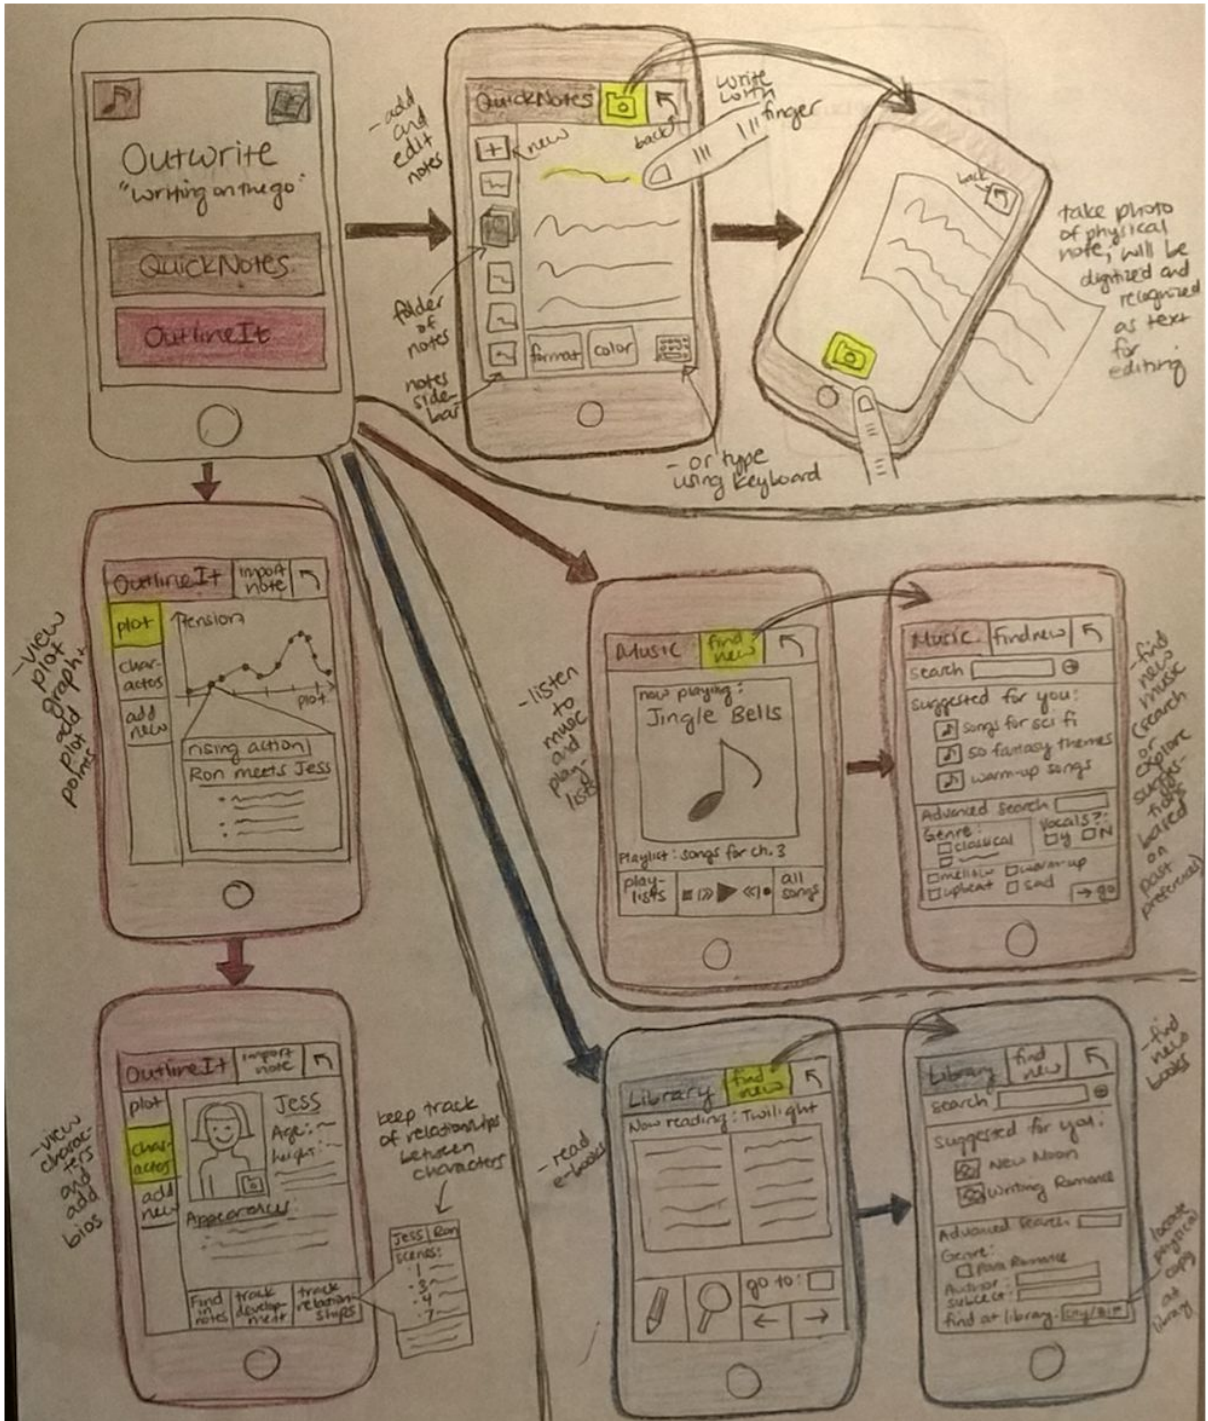 Outwrite
"writing on the go"
QuickNotes
OutlineIt
-add
and
edit
notes
QuickNotes
new
back
write
with
finger
folder
of
notes
notes
side-
bar
format
color
-or type
using keyboard
back
take photo
of physical
note, will be
digitized and
recognized
as text
for
editing
-view
plot
graph,
add
plot
points
OutlineIt
import
note
plot
char-
acters
add
new
tension
plot
rising action
Ron meets Jess
-view
charac-
ters
and
add
bios
OutlineIt
import
note
plot
char-
acters
add
new
Jess
Age:
height:
Appearance:
Find
in
notes
track
develop-
ment
track
relation-
ships
keep track
of relationships
between
characters
Jess
Ron
scenes:
1
3
4
7
-listen
to
music
and
play-
lists
Music
find
new
now playing:
Jingle Bells
Playlist: songs for ch. 3
play-
lists
all
songs
Music
find new
search
suggested for you:
songs for sci fi
50 fantasy themes
warm-up songs
Advanced search
Genre:
classical
Vocals?:
Y N
mellow
warm-up
upbeat
sad
→ go
-find
new
music
(search
or
explore
sugges-
tions
based
on
past
preferences)
-read
e-books
Library
find
new
Now reading: Twilight
go to:
Library
find
new
search
suggested for you:
New Moon
Writing Romance
Advanced search
Genre:
Para Romance
Author:
subject:
find at library:
city/ZIP
-find
new
books
locate
physical
copy
at
library